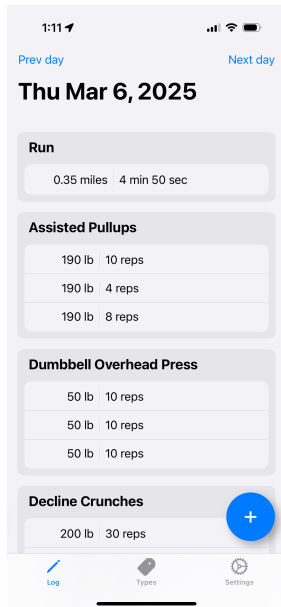 1:11
Prev day Next day
Thu Mar 6, 2025
Run
0.35 miles 4 min 50 sec
Assisted Pullups
190 lb 10 reps
190 lb 4 reps
190 lb 8 reps
Dumbbell Overhead Press
50 lb 10 reps
50 lb 10 reps
50 lb 10 reps
Decline Crunches
200 lb 30 reps
+
Log Types Settings